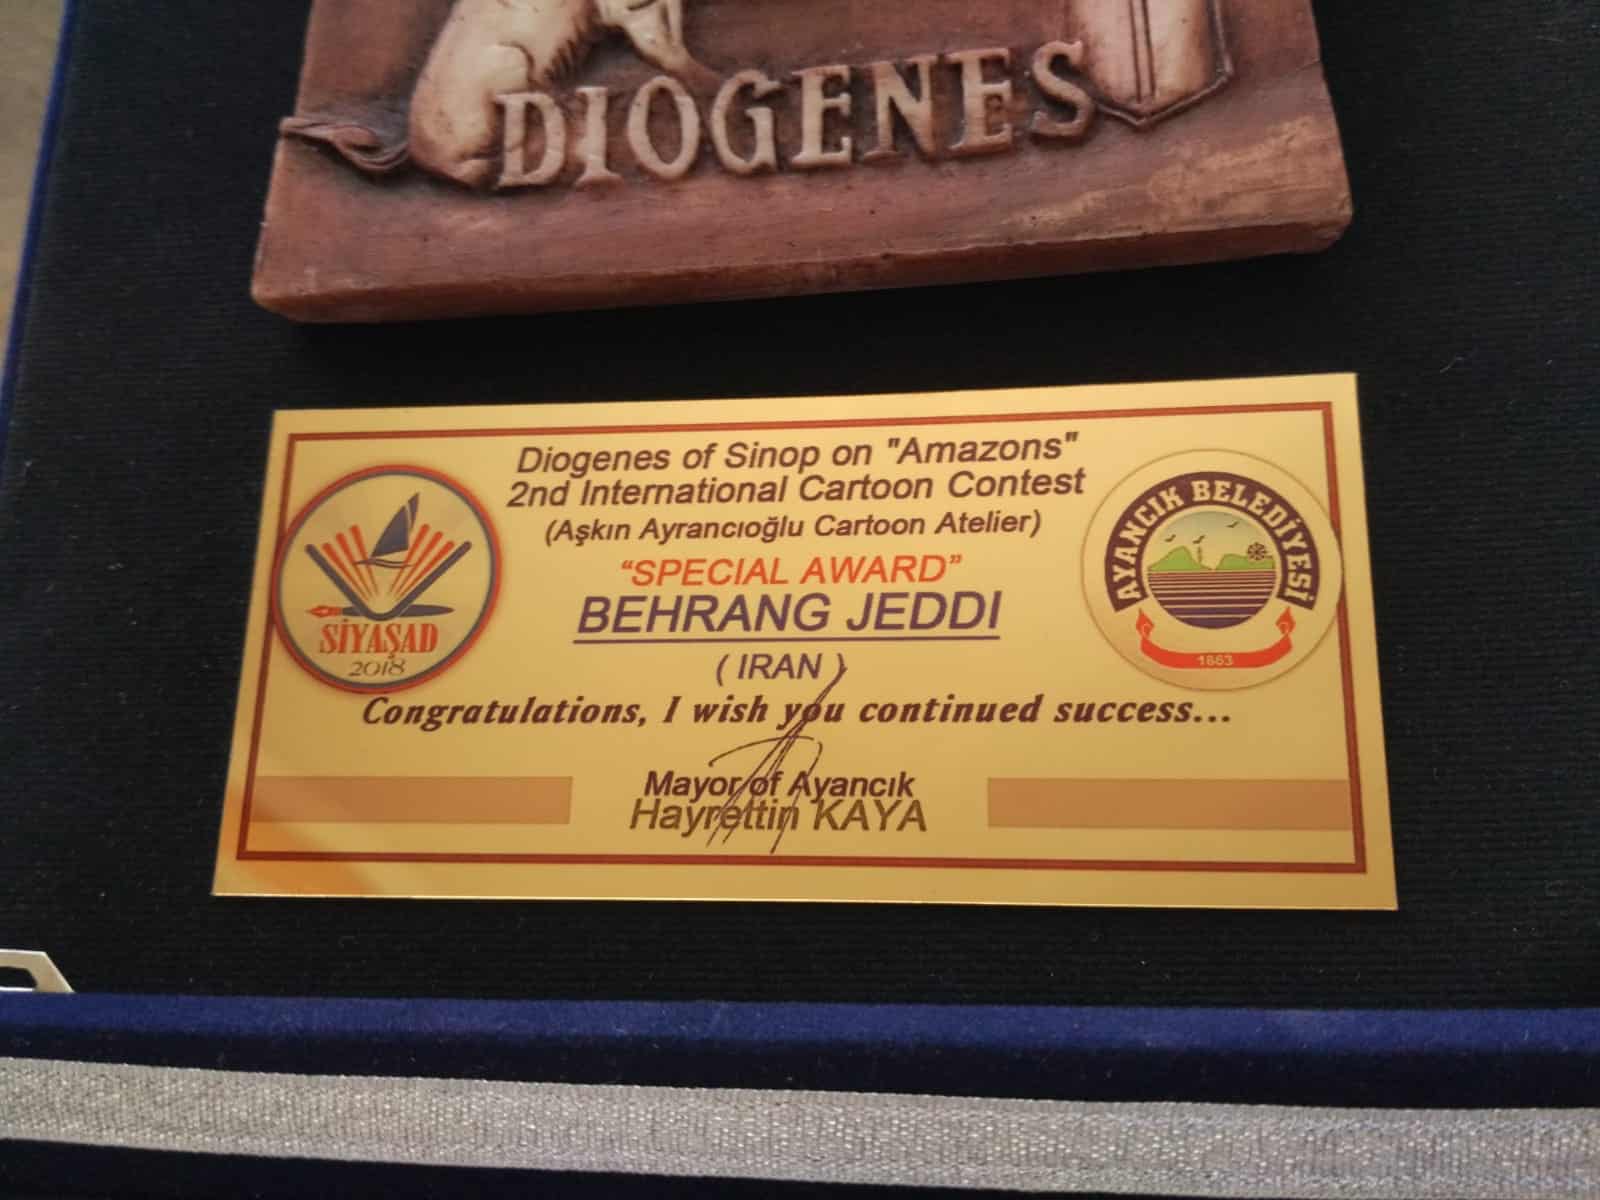 DIOGENES
Diogenes of Sinop on "Amazons"
2nd International Cartoon Contest
(Aşkın Ayrancıoğlu Cartoon Atelier)
“SPECIAL AWARD”
BEHRANG JEDDI
( IRAN )
Congratulations, I wish you continued success...
Mayor of Ayancık
Hayrettin KAYA
SİYAŞAD
2018
AYANCIK BELEDİYESİ
1863